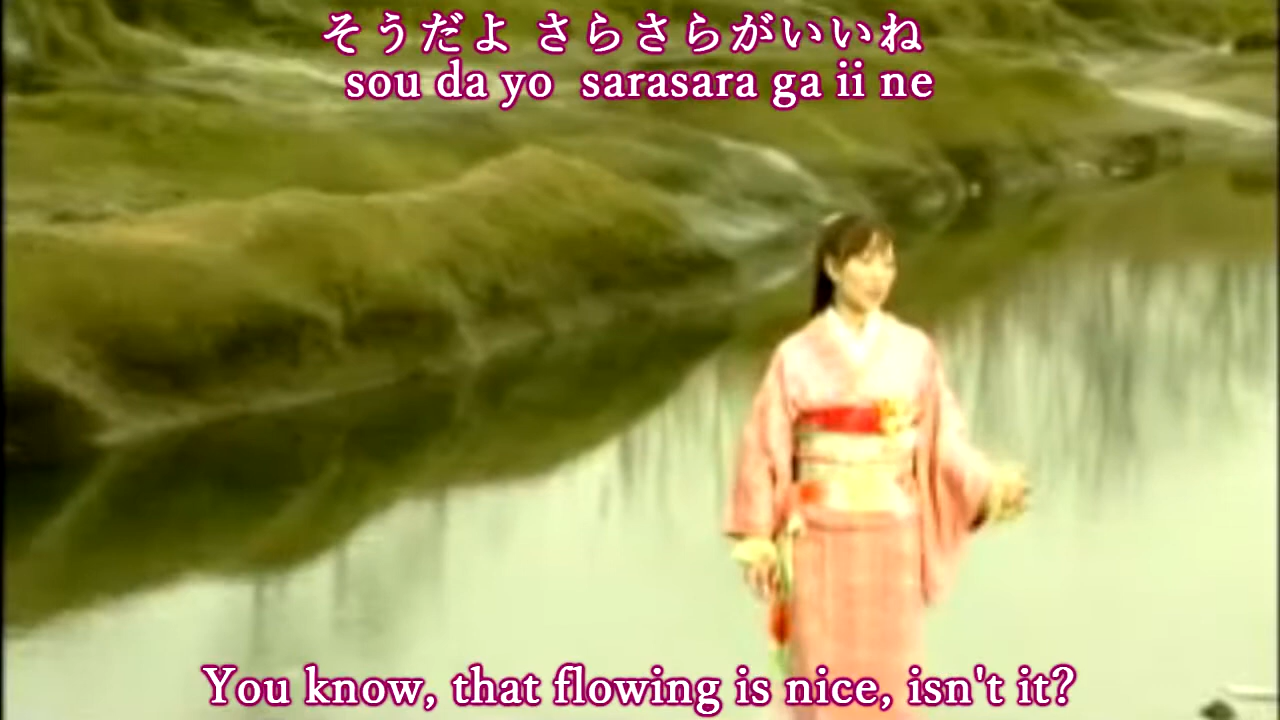 そうだよ さらさらがいいね
sou da yo sarasara ga ii ne
You know, that flowing is nice, isn't it?